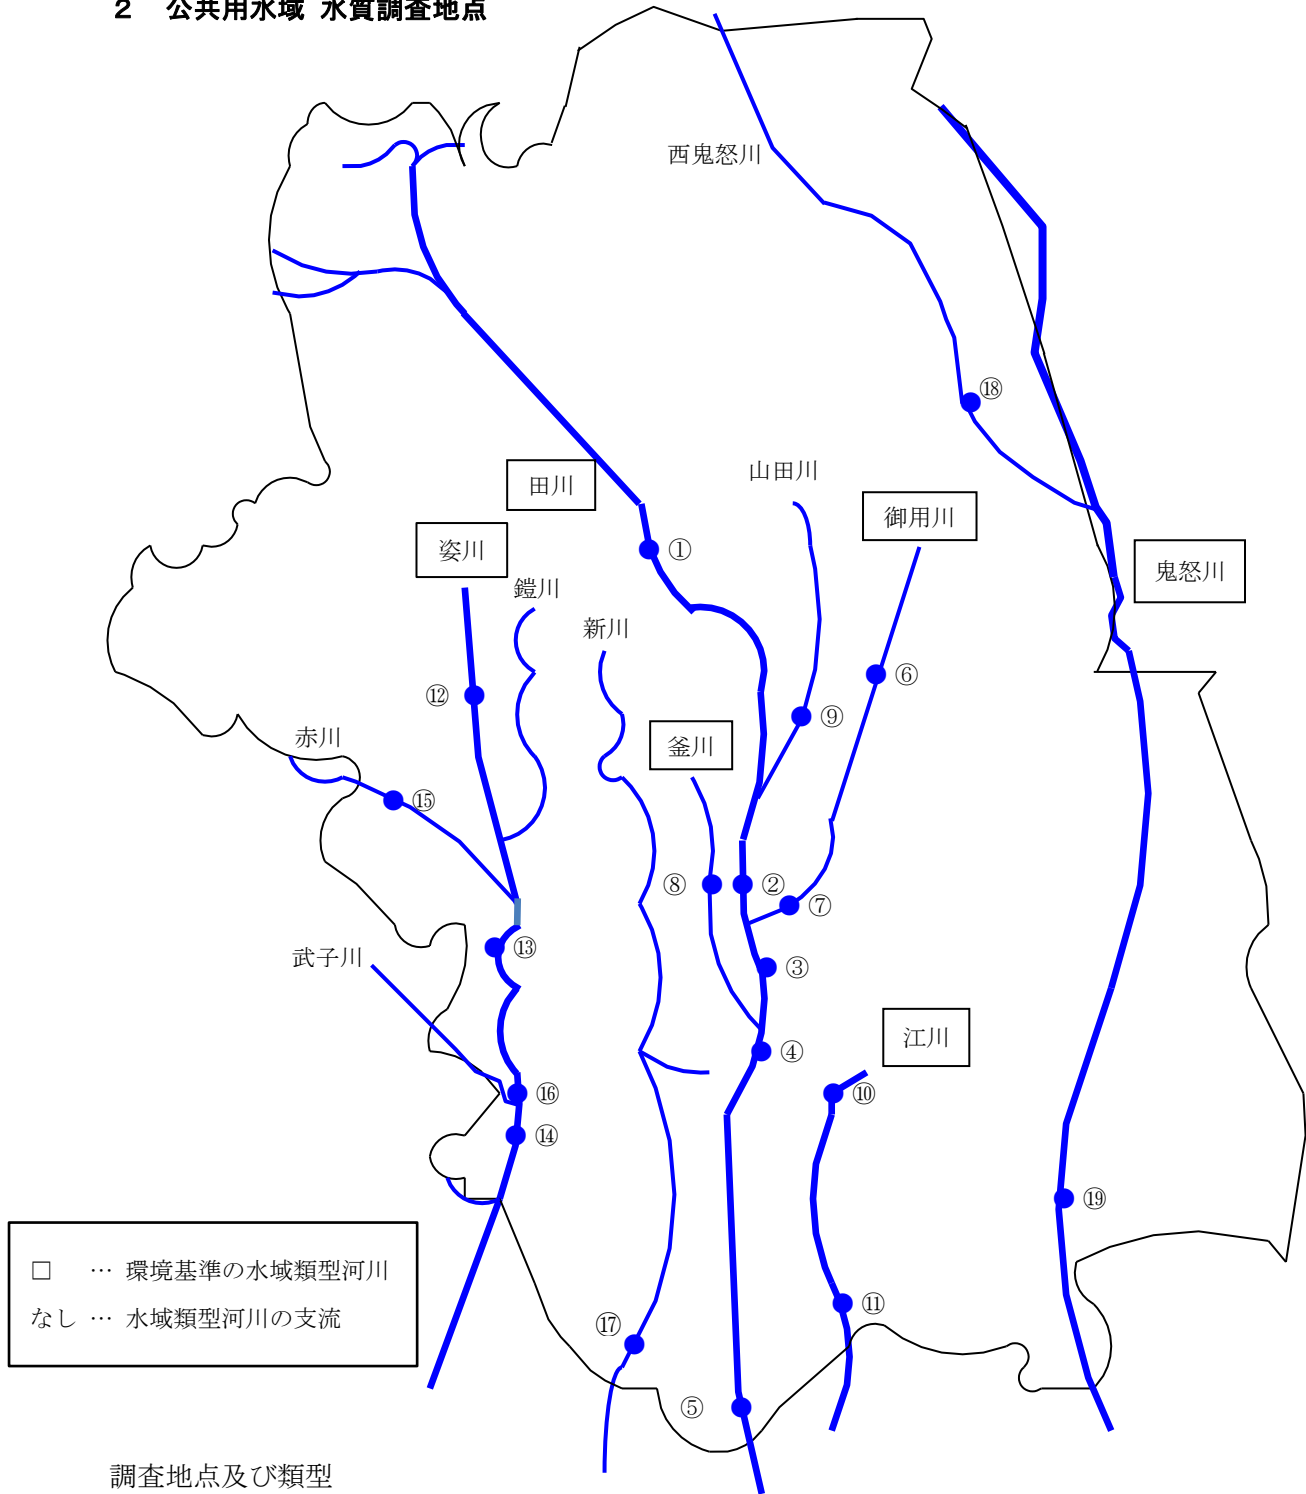 2 公共用水域 水質調査地点
西鬼怒川
⑱
山田川
田川
御用川
姿川
①
鬼怒川
鎧川
新川
⑥
⑫
⑨
赤川
釜川
⑮
⑧
②
⑦
武子川
⑬
③
江川
④
⑯
⑩
⑭
⑲
□ … 環境基準の水域類型河川
なし … 水域類型河川の支流
⑪
⑰
⑤
調査地点及び類型